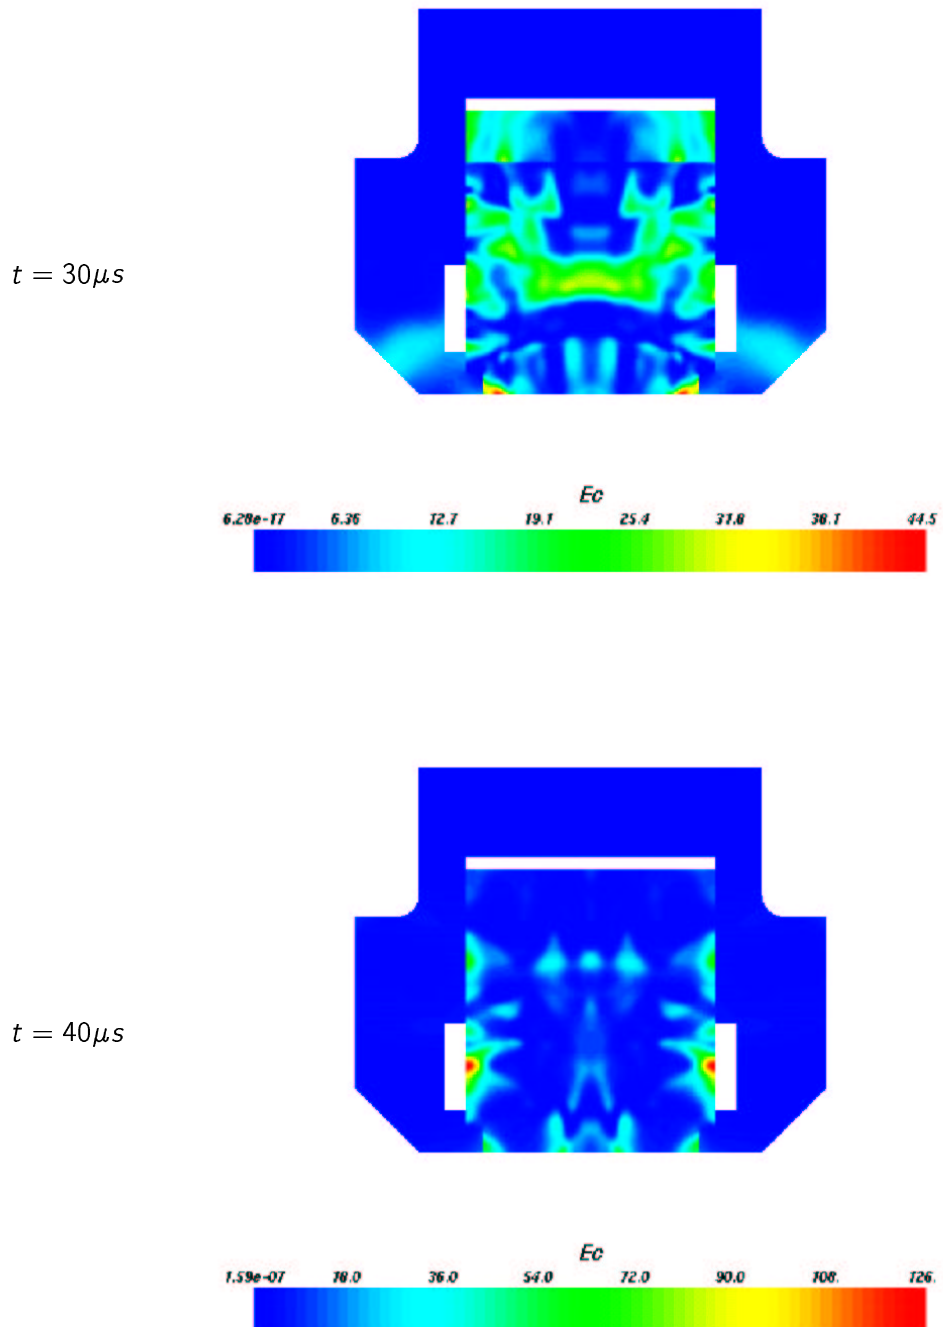 t = 30μs
Ec
6.28e-17 6.36 12.7 19.1 25.4 31.8 38.1 44.5
t = 40μs
Ec
1.59e-07 18.0 36.0 54.0 72.0 90.0 108. 126.